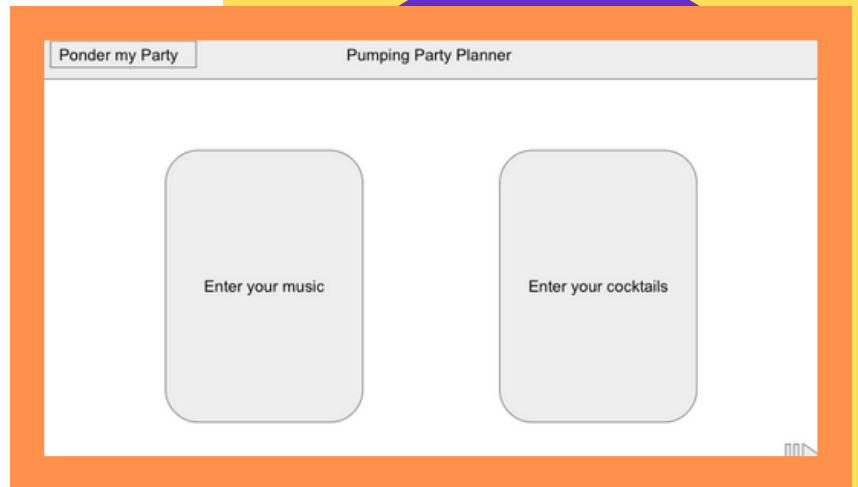 Ponder my Party
Pumping Party Planner
Enter your music
Enter your cocktails